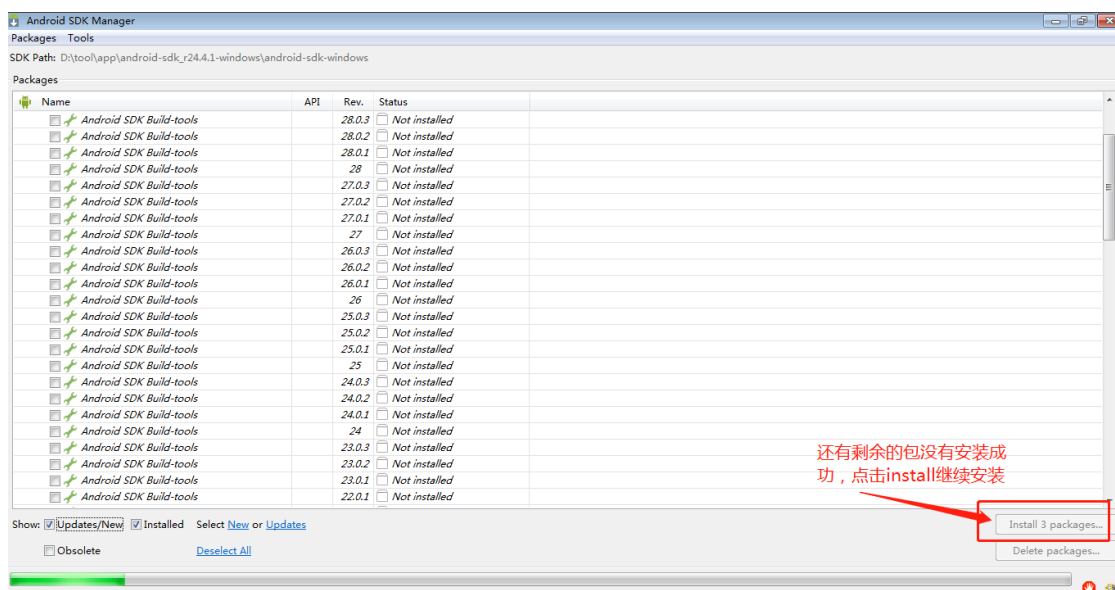 Android SDK Manager
Packages Tools
SDK Path: D:\tool\app\android-sdk_r24.4.1-windows\android-sdk-windows
Packages
Name API Rev. Status
Android SDK Build-tools 28.0.3 Not installed
Android SDK Build-tools 28.0.2 Not installed
Android SDK Build-tools 28.0.1 Not installed
Android SDK Build-tools 28 Not installed
Android SDK Build-tools 27.0.3 Not installed
Android SDK Build-tools 27.0.2 Not installed
Android SDK Build-tools 27.0.1 Not installed
Android SDK Build-tools 27 Not installed
Android SDK Build-tools 26.0.3 Not installed
Android SDK Build-tools 26.0.2 Not installed
Android SDK Build-tools 26.0.1 Not installed
Android SDK Build-tools 26 Not installed
Android SDK Build-tools 25.0.3 Not installed
Android SDK Build-tools 25.0.2 Not installed
Android SDK Build-tools 25.0.1 Not installed
Android SDK Build-tools 25 Not installed
Android SDK Build-tools 24.0.3 Not installed
Android SDK Build-tools 24.0.2 Not installed
Android SDK Build-tools 24.0.1 Not installed
Android SDK Build-tools 24 Not installed
Android SDK Build-tools 23.0.3 Not installed
Android SDK Build-tools 23.0.2 Not installed
Android SDK Build-tools 23.0.1 Not installed
Android SDK Build-tools 22.0.1 Not installed
还有剩余的包没有安装成
功，点击install继续安装
Show: Updates/New Installed Select New or Updates Install 3 packages...
Obsolete Deselect All Delete packages...